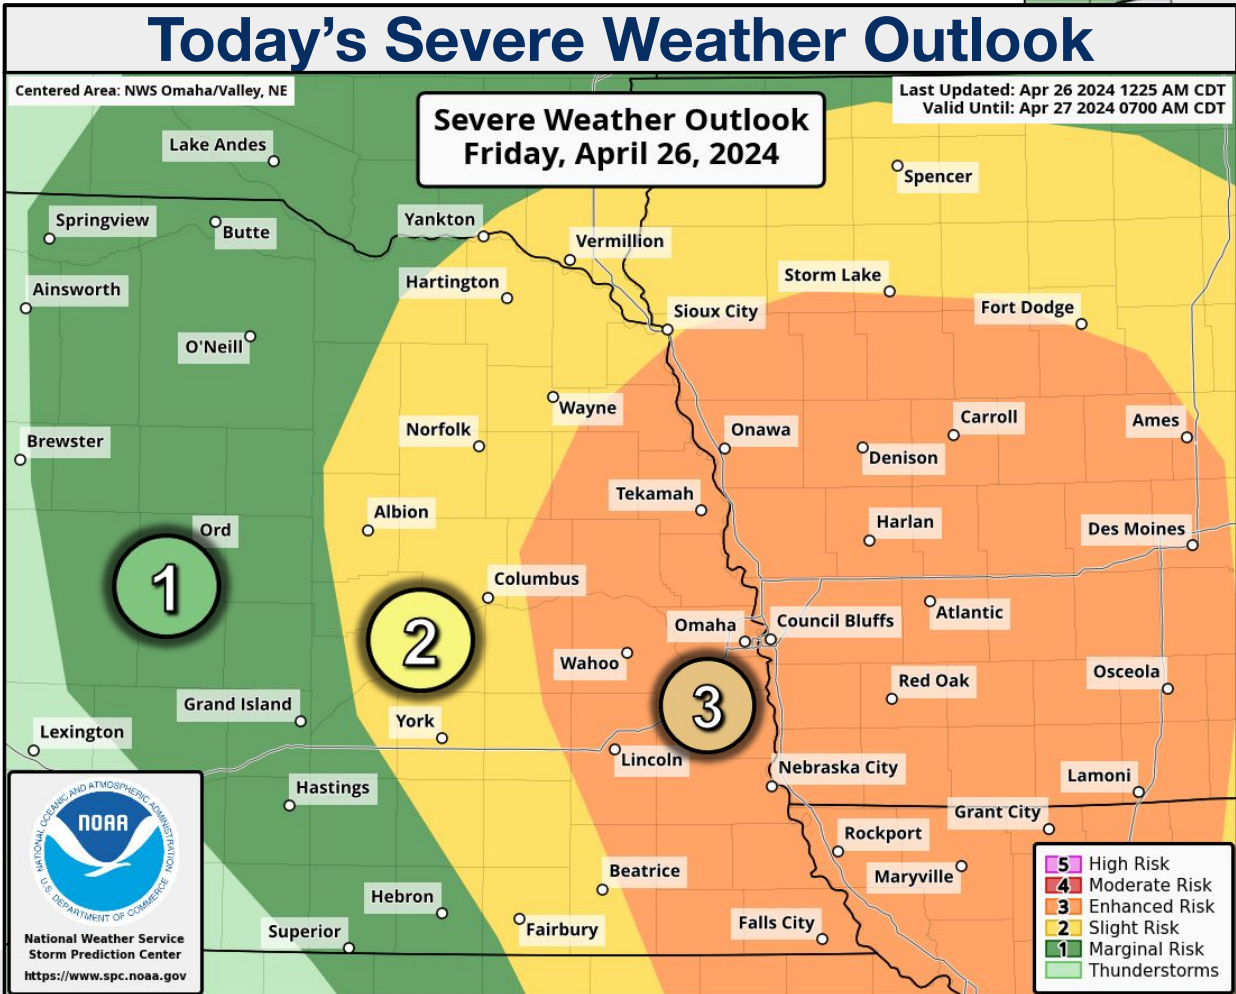 Today's Severe Weather Outlook
Centered Area: NWS Omaha/Valley, NE
Last Updated: Apr 26 2024 1225 AM CDT
Valid Until: Apr 27 2024 0700 AM CDT
Severe Weather Outlook
Friday, April 26, 2024
Lake Andes
Spencer
Springview
Butte
Yankton
Vermillion
Ainsworth
Hartington
Storm Lake
Sioux City
Fort Dodge
O'Neill
Wayne
Brewster
Norfolk
Onawa
Carroll
Ames
Denison
Tekamah
Albion
Harlan
Des Moines
Ord
1
Columbus
2
Omaha
Council Bluffs
Atlantic
Wahoo
3
Red Oak
Osceola
Grand Island
York
Lexington
Lincoln
Nebraska City
Lamoni
Hastings
Grant City
Rockport
Maryville
Beatrice
Hebron
Fairbury
Falls City
Superior
NATIONAL OCEANIC AND ATMOSPHERIC ADMINISTRATION
NOAA
U.S. DEPARTMENT OF COMMERCE
National Weather Service
Storm Prediction Center
https://www.spc.noaa.gov
5 High Risk
4 Moderate Risk
3 Enhanced Risk
2 Slight Risk
1 Marginal Risk
Thunderstorms